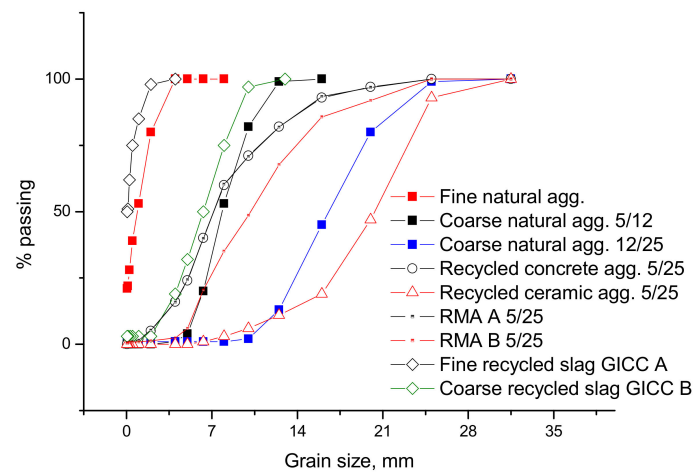 100
50
0
% passing
0
7
14
21
28
35
Grain size, mm
Fine natural agg.
Coarse natural agg. 5/12
Coarse natural agg. 12/25
Recycled concrete agg. 5/25
Recycled ceramic agg. 5/25
RMA A 5/25
RMA B 5/25
Fine recycled slag GICC A
Coarse recycled slag GICC B